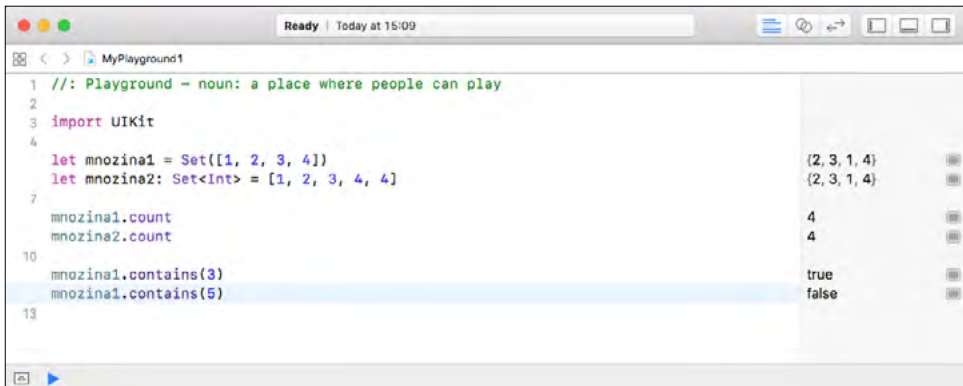 Ready | Today at 15:09
MyPlayground1
1 //: Playground – noun: a place where people can play
2
3 import UIKit
4
let mnozina1 = Set([1, 2, 3, 4]) {2, 3, 1, 4}
let mnozina2: Set<Int> = [1, 2, 3, 4, 4] {2, 3, 1, 4}
7
mnozina1.count 4
mnozina2.count 4
10
mnozina1.contains(3) true
mnozina1.contains(5) false
13